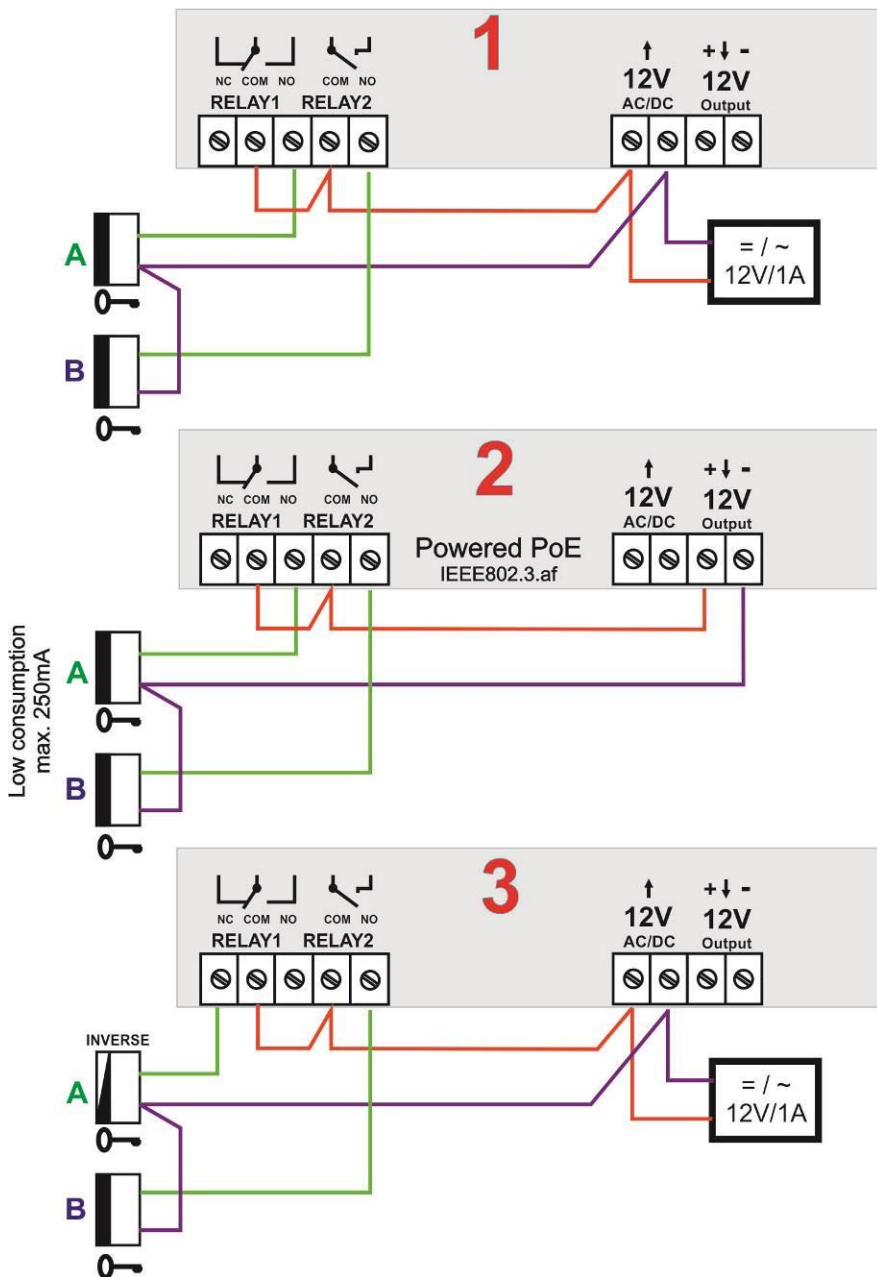 1
NC COM NO COM NO
RELAY1 RELAY2
12V
AC/DC
+ -
12V
Output
A
B
= / ~
12V/1A
2
NC COM NO COM NO
RELAY1 RELAY2
Powered PoE
IEEE802.3.af
12V
AC/DC
+ -
12V
Output
Low consumption
max. 250mA
A
B
3
NC COM NO COM NO
RELAY1 RELAY2
12V
AC/DC
+ -
12V
Output
INVERSE
A
B
= / ~
12V/1A